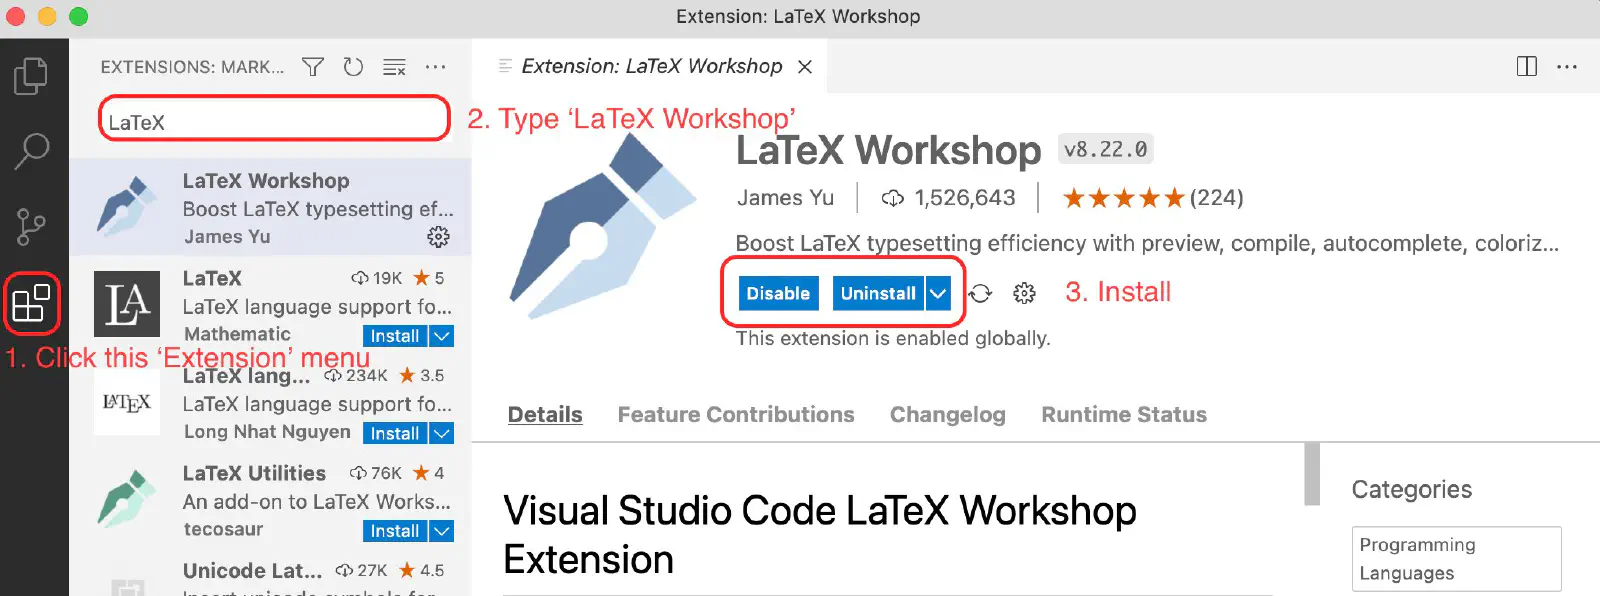 Extension: LaTeX Workshop
EXTENSIONS: MARK...
Extension: LaTeX Workshop
LaTeX
2. Type ‘LaTeX Workshop’
LaTeX Workshop
Boost LaTeX typesetting ef...
James Yu
LaTeX 19K 5
LaTeX language support fo...
Mathematic Install
1. Click this ‘Extension’ menu
LaTeX lang... 234K 3.5
LaTeX language support fo...
Long Nhat Nguyen Install
LaTeX Utilities 76K 4
An add-on to LaTeX Works...
tecosaur Install
Unicode Lat... 27K 4.5
LA
LATEX
LaTeX Workshop v8.22.0
James Yu 1,526,643 (224)
Boost LaTeX typesetting efficiency with preview, compile, autocomplete, coloriz...
Disable Uninstall
3. Install
This extension is enabled globally.
Details Feature Contributions Changelog Runtime Status
Visual Studio Code LaTeX Workshop
Extension
Categories
Programming
Languages